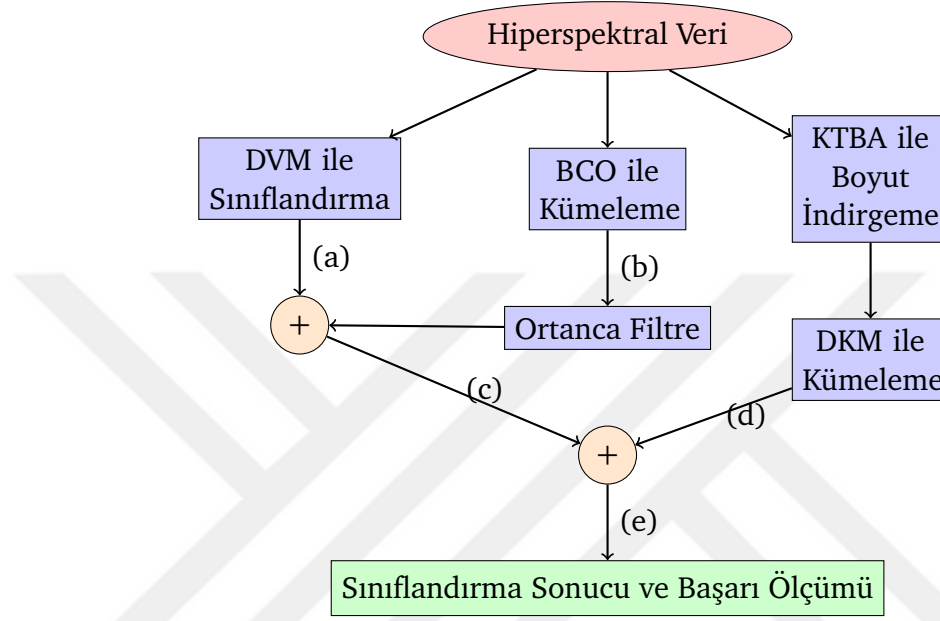 Hiperspektral Veri
DVM ile
Sınıflandırma
BCO ile
Kümeleme
KTBA ile
Boyut
İndirgeme
(a)
(b)
+
Ortanca Filtre
DKM ile
Kümeleme
(c)
(d)
+
(e)
Sınıflandırma Sonucu ve Başarı Ölçümü